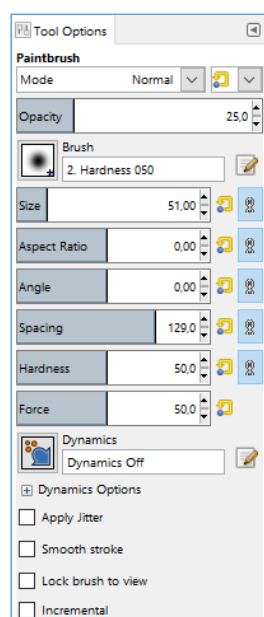 Tool Options
Paintbrush
Mode Normal
Opacity 25,0
Brush
2. Hardness 050
Size 51,00
Aspect Ratio 0,00
Angle 0,00
Spacing 129,0
Hardness 50,0
Force 50,0
Dynamics
Dynamics Off
Dynamics Options
Apply Jitter
Smooth stroke
Lock brush to view
Incremental